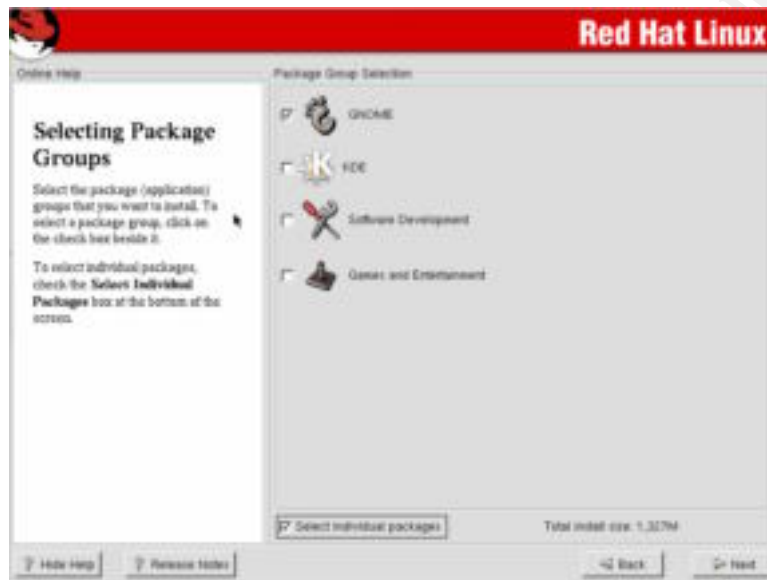 Red Hat Linux
Online Help
Selecting Package
Groups
Select the package (application)
groups that you want to install. To
select a package group, click on
the check box beside it.
To select individual packages,
check the Select Individual
Packages box at the bottom of the
screen.
Package Group Selection
GNOME
KDE
Software Development
Games and Entertainment
Select individual packages
Total install size: 1,327M
Hide Help
Release Notes
Back
Next